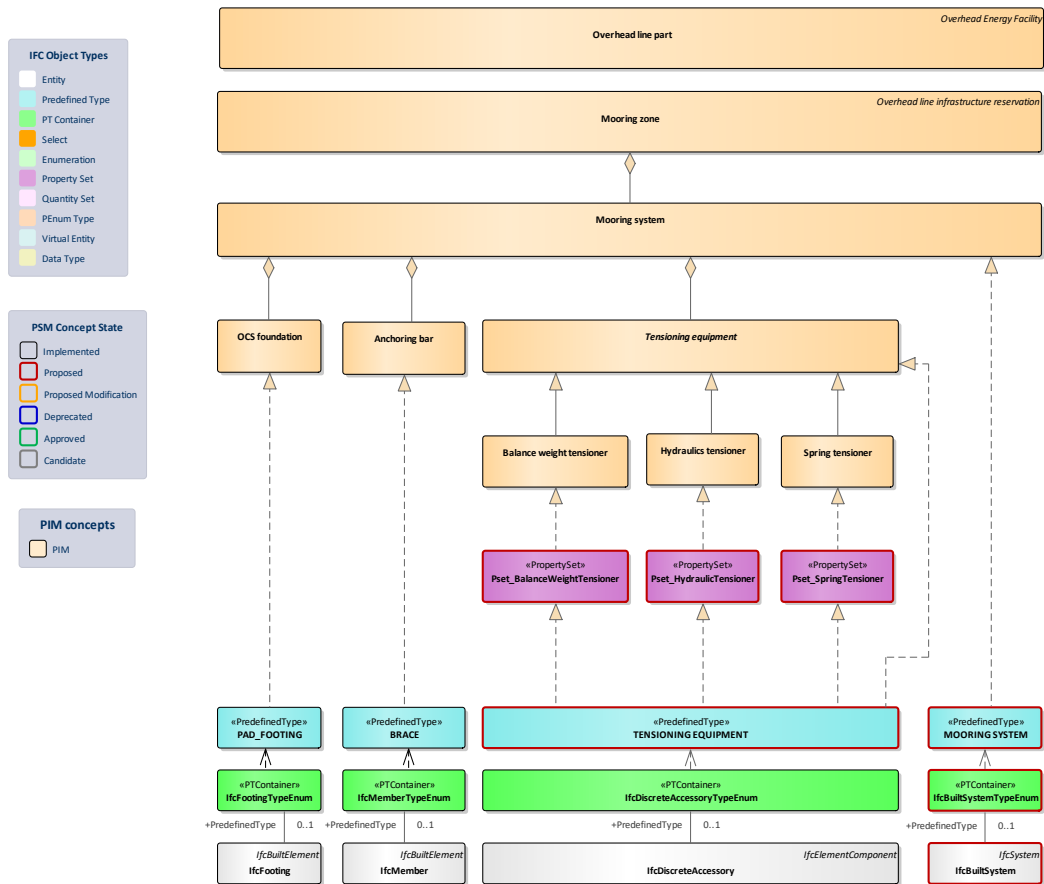 IFC Object Types
Entity
Predefined Type
PT Container
Select
Enumeration
Property Set
Quantity Set
PEnum Type
Virtual Entity
Data Type
PSM Concept State
Implemented
Proposed
Proposed Modification
Deprecated
Approved
Candidate
PIM concepts
PIM
Overhead Energy Facility
Overhead line part
Overhead line infrastructure reservation
Mooring zone
Mooring system
OCS foundation
Anchoring bar
Tensioning equipment
Balance weight tensioner
Hydraulics tensioner
Spring tensioner
«PropertySet»
Pset_BalanceWeightTensioner
«PropertySet»
Pset_HydraulicTensioner
«PropertySet»
Pset_SpringTensioner
«PredefinedType»
PAD_FOOTING
«PredefinedType»
BRACE
«PredefinedType»
TENSIONING EQUIPMENT
«PredefinedType»
MOORING SYSTEM
«PTContainer»
IfcFootingTypeEnum
«PTContainer»
IfcMemberTypeEnum
«PTContainer»
IfcDiscreteAccessoryTypeEnum
«PTContainer»
IfcBuiltSystemTypeEnum
+PredefinedType 0..1
+PredefinedType 0..1
+PredefinedType 0..1
+PredefinedType 0..1
IfcBuiltElement
IfcFooting
IfcBuiltElement
IfcMember
IfcElementComponent
IfcDiscreteAccessory
IfcSystem
IfcBuiltSystem